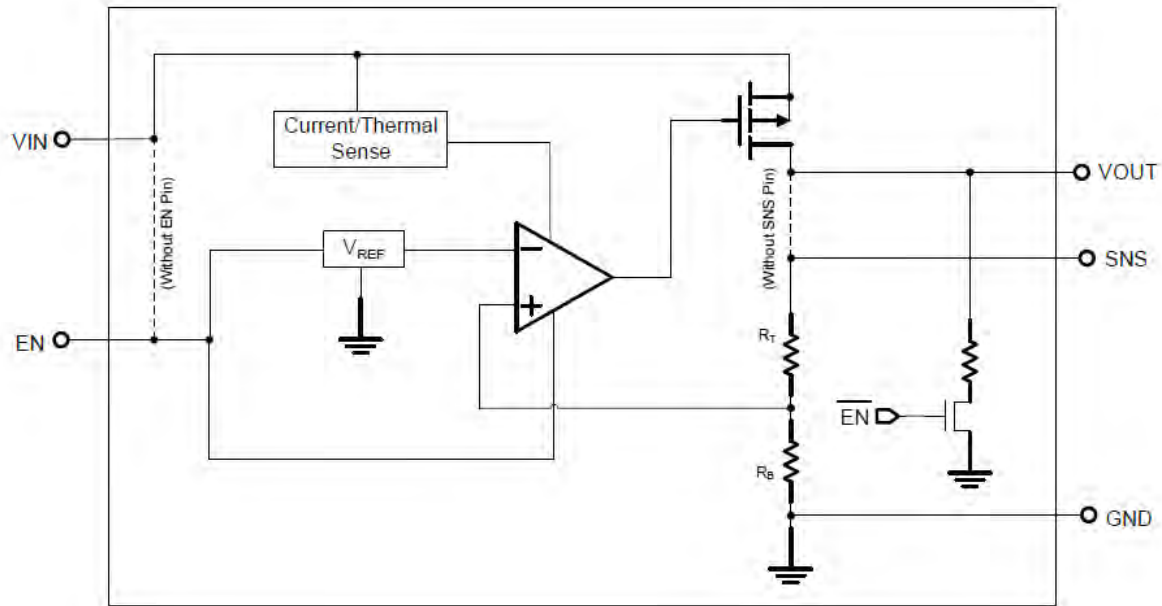 Current/Thermal
Sense
VIN
(Without EN Pin)
VREF
−
+
EN
VOUT
(Without SNS Pin)
SNS
RT
EN
RB
GND